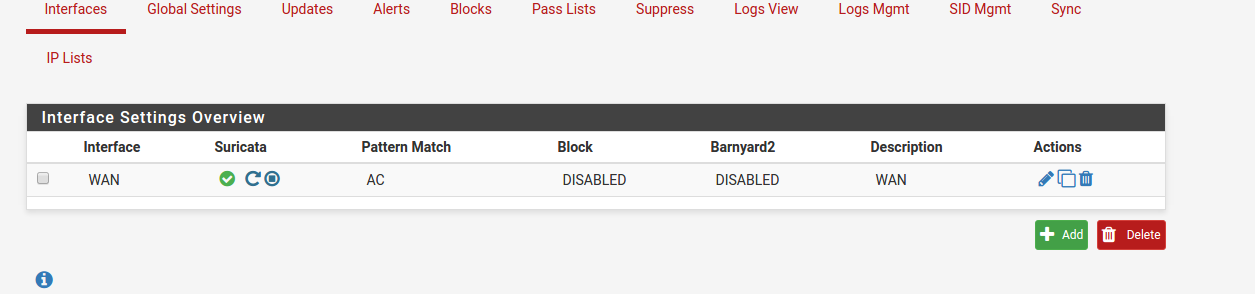 Interfaces Global Settings Updates Alerts Blocks Pass Lists Suppress Logs View Logs Mgmt SID Mgmt Sync
IP Lists
Interface Settings Overview
Interface Suricata Pattern Match Block Barnyard2 Description Actions
WAN AC DISABLED DISABLED WAN
Add Delete